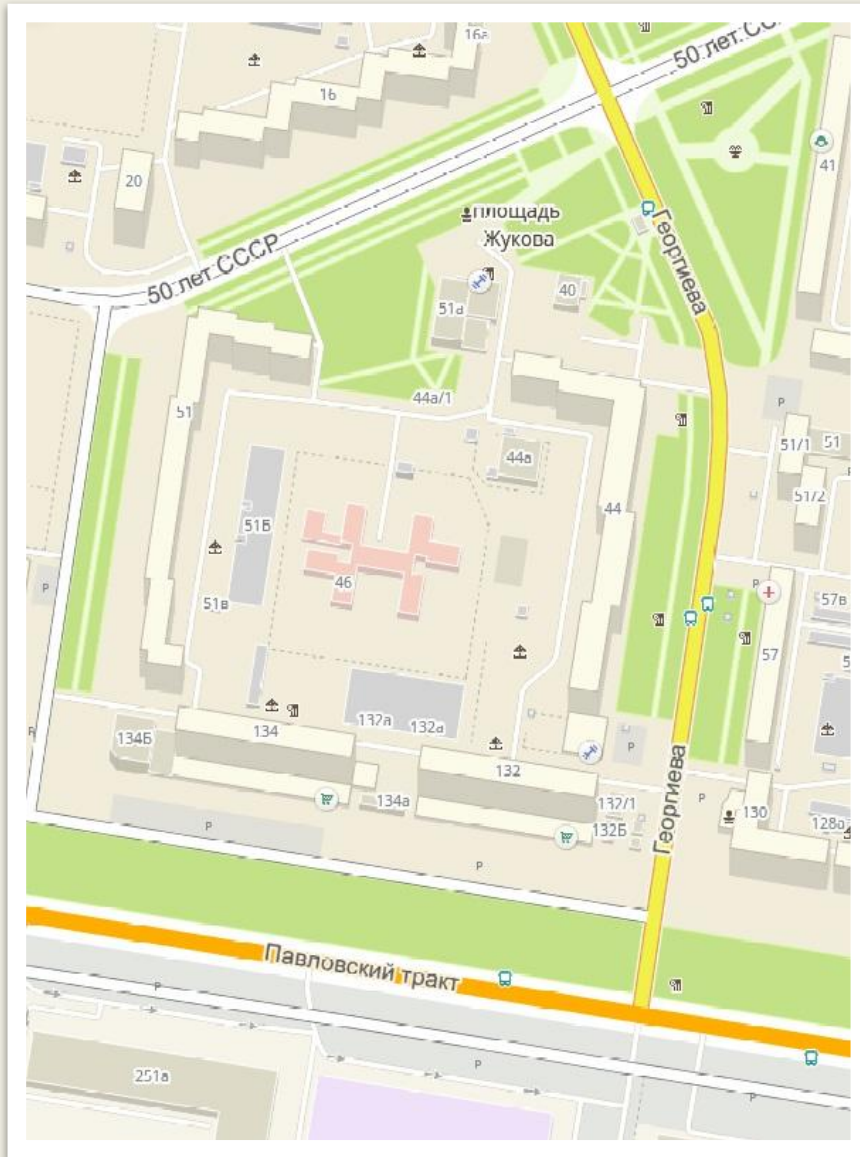 16а
50 лет СССР
16
41
20
площадь
Жукова
Георгиева
50 лет СССР
40
51а
44а/1
51
P
51/1
51
44а
51/2
44
51Б
P
46
P
57в
51в
57
132а
132а
134
134Б
P
132
134а
132/1
P
130
132Б
128а
Георгиева
P
P
Павловский тракт
P
P
251а
P